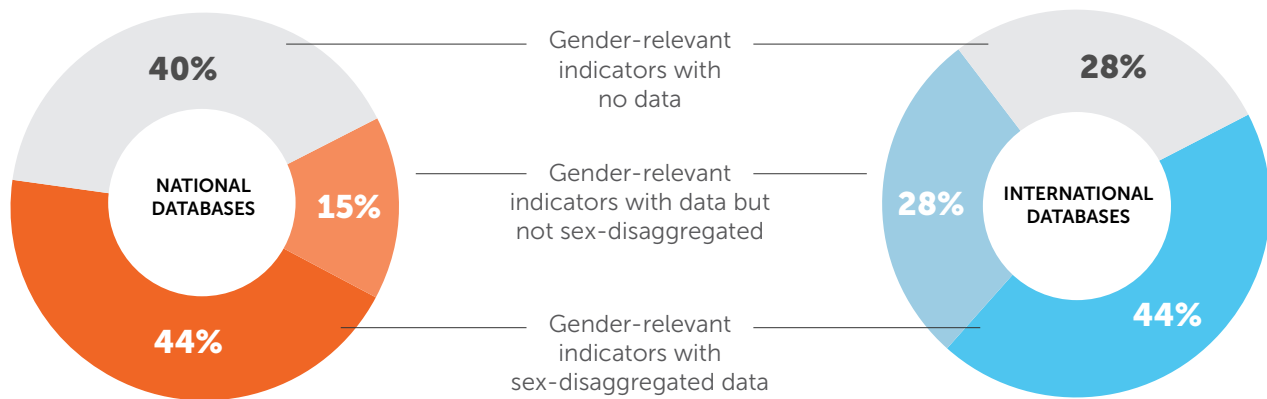 40%
NATIONAL
DATABASES
15%
44%
Gender-relevant
indicators with
no data
Gender-relevant
indicators with data but
not sex-disaggregated
Gender-relevant
indicators with
sex-disaggregated data
28%
28%
INTERNATIONAL
DATABASES
44%